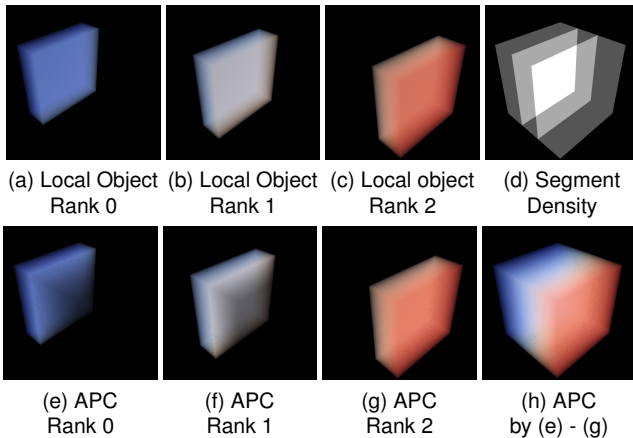 (a) Local Object (b) Local Object (c) Local object (d) Segment
Rank 0 Rank 1 Rank 2 Density
(e) APC (f) APC (g) APC (h) APC
Rank 0 Rank 1 Rank 2 by (e) - (g)